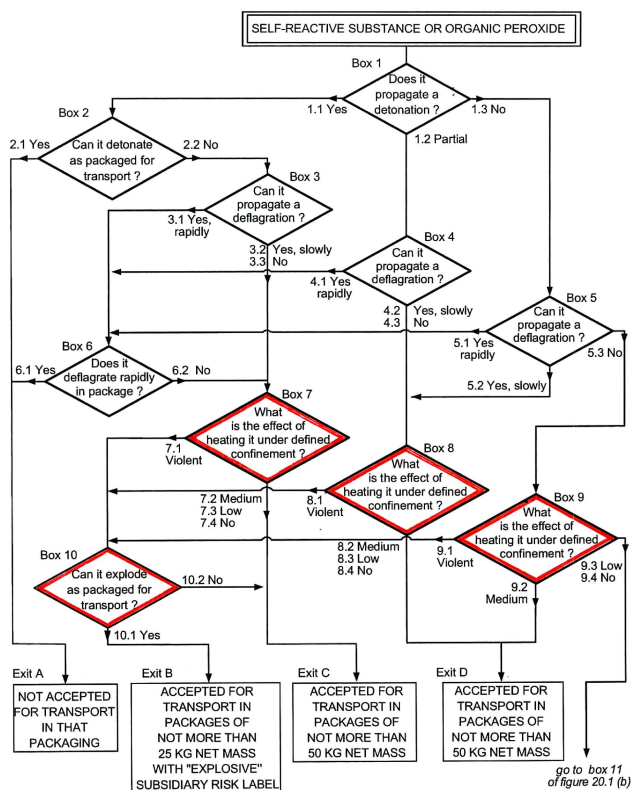 SELF-REACTIVE SUBSTANCE OR ORGANIC PEROXIDE
Box 1
Does it
propagate a
detonation ?
1.1 Yes
1.3 No
1.2 Partial
Box 2
2.1 Yes
Can it detonate
as packaged for
transport ?
2.2 No
Box 3
Can it
propagate a
deflagration ?
3.1 Yes,
rapidly
3.2 Yes, slowly
3.3 No
Box 4
Can it
propagate a
deflagration ?
4.1 Yes
rapidly
4.2 Yes, slowly
4.3 No
Box 5
Can it
propagate a
deflagration ?
5.1 Yes
rapidly
5.3 No
5.2 Yes, slowly
Box 6
6.1 Yes
Does it
deflagrate rapidly
in package ?
6.2 No
Box 7
What
is the effect of
heating it under defined
confinement ?
7.1
Violent
7.2 Medium
7.3 Low
7.4 No
Box 8
What
is the effect of
heating it under defined
confinement ?
8.1
Violent
8.2 Medium
8.3 Low
8.4 No
Box 9
What
is the effect of
heating it under defined
confinement ?
9.1
Violent
9.2
Medium
9.3 Low
9.4 No
Box 10
Can it explode
as packaged for
transport ?
10.2 No
10.1 Yes
Exit A
NOT ACCEPTED
FOR TRANSPORT
IN THAT
PACKAGING
Exit B
ACCEPTED FOR
TRANSPORT IN
PACKAGES OF
NOT MORE THAN
25 KG NET MASS
WITH "EXPLOSIVE"
SUBSIDIARY RISK LABEL
Exit C
ACCEPTED FOR
TRANSPORT IN
PACKAGES OF
NOT MORE THAN
50 KG NET MASS
Exit D
ACCEPTED FOR
TRANSPORT IN
PACKAGES OF
NOT MORE THAN
50 KG NET MASS
go to box 11
of figure 20.1 (b)